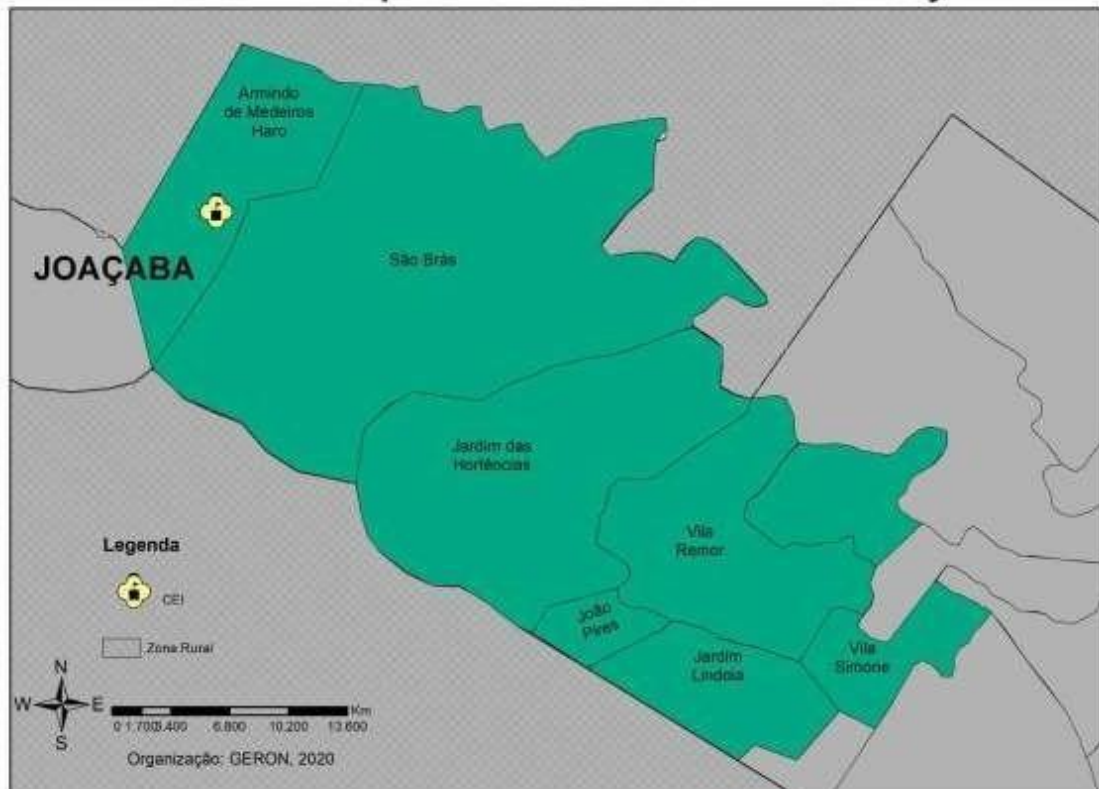 Armindo
de Medeiros
Haro
São Brás
JOAÇABA
Jardim das
Hortências
Vila
Remor
João
Pires
Jardim
Lindoia
Vila
Simone
Legenda
CEI
Zona Rural
N
W E
S
Km
0 1.700 3.400 6.800 10.200 13.600
Organização: GERON, 2020